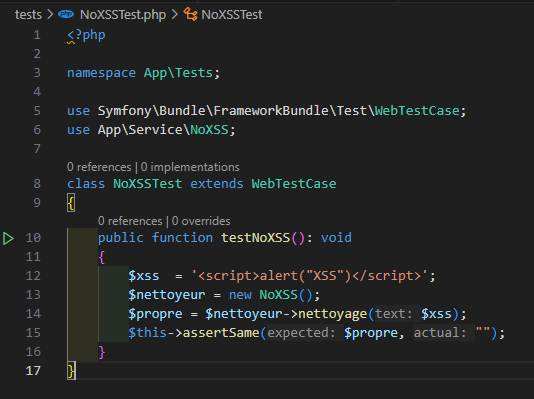 tests > NoXSSTest.php > NoXSSTest
1 <?php
2
3 namespace App\Tests;
4
5 use Symfony\Bundle\FrameworkBundle\Test\WebTestCase;
6 use App\Service\NoXSS;
7
0 references | 0 implementations
8 class NoXSSTest extends WebTestCase
9 {
0 references | 0 overrides
10 public function testNoXSS(): void
11 {
12 $xss  = '<script>alert("XSS")</script>';
13 $nettoyeur = new NoXSS();
14 $propre = $nettoyeur->nettoyage(text: $xss);
15 $this->assertSame(expected: $propre, actual: "");
16 }
17 }